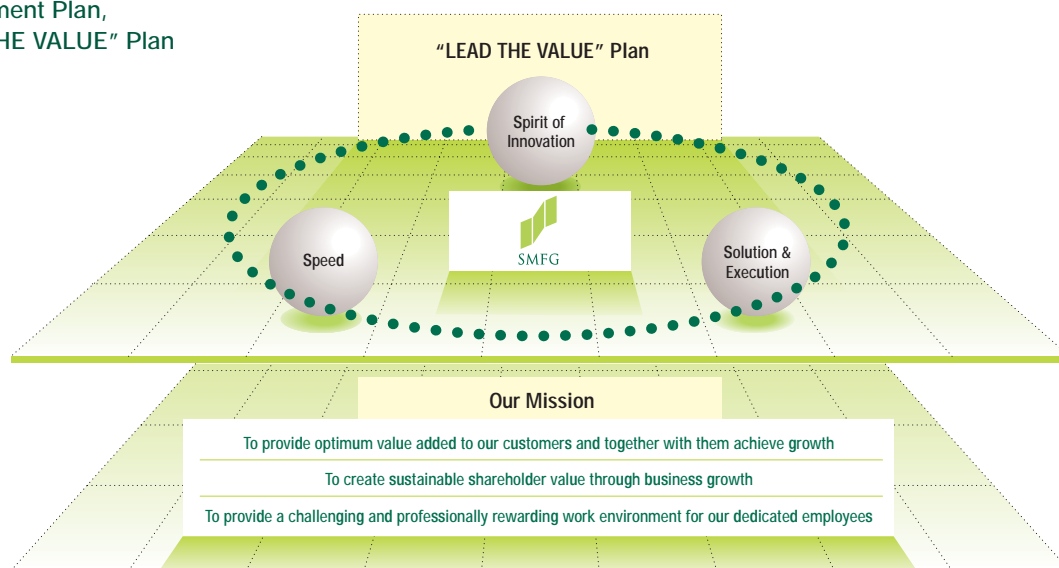 ment Plan,
HE VALUE” Plan
“LEAD THE VALUE” Plan
Spirit of
Innovation
Speed
SMFG
Solution &
Execution
Our Mission
To provide optimum value added to our customers and together with them achieve growth
To create sustainable shareholder value through business growth
To provide a challenging and professionally rewarding work environment for our dedicated employees